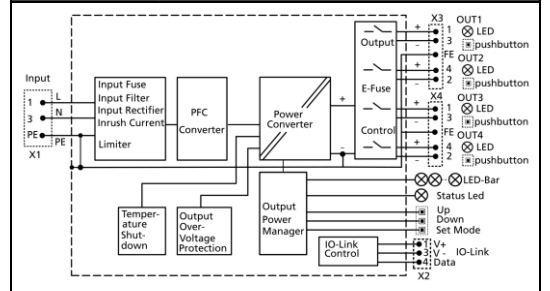 Input
1
L
3
N
PE
PE
X1
Input Fuse
Input Filter
Input Rectifier
Inrush Current
Limiter
PFC
Converter
Power
Converter
+
-
Output
E-Fuse
Control
Temper-
ature
Shut-
down
Output
Over-
Voltage
Protection
Output
Power
Manager
IO-Link
Control
X3
+
1
-
3
FE
+
4
-
2
X4
+
1
-
3
FE
+
4
-
2
OUT1
LED
pushbutton
OUT2
LED
pushbutton
OUT3
LED
pushbutton
OUT4
LED
pushbutton
LED-Bar
Status Led
Up
Down
Set Mode
1 V+
3 V - IO-Link
4 Data
X2